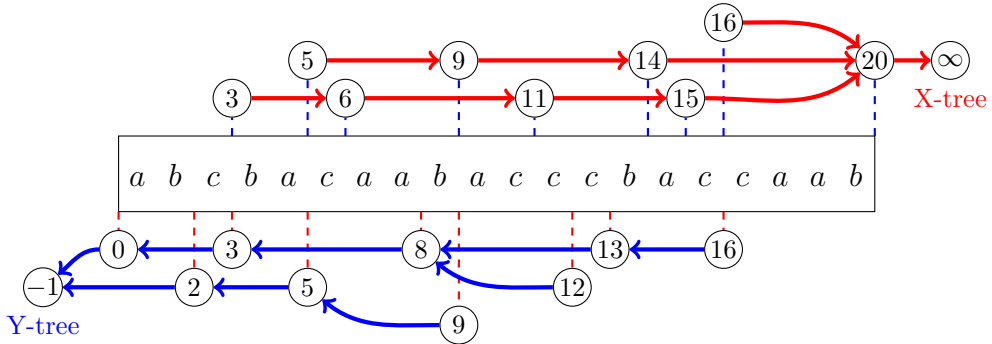 16
5 9 14 20 ∞
3 6 11 15 X-tree
a b c b a c a a b a c c c b a c c a a b
0 3 8 13 16
−1 2 5 12
Y-tree 9